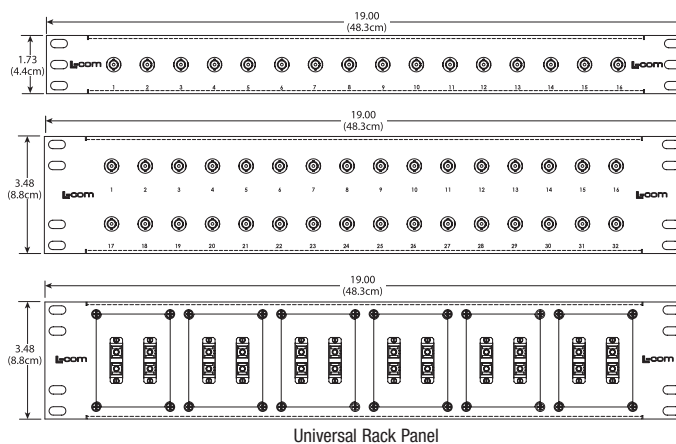 19.00
(48.3cm)
1.73
(4.4cm)
L-com
L-com
1 2 3 4 5 6 7 8 9 10 11 12 13 14 15 16
19.00
(48.3cm)
3.48
(8.8cm)
1 2 3 4 5 6 7 8 9 10 11 12 13 14 15 16
L-com
L-com
17 18 19 20 21 22 23 24 25 26 27 28 29 30 31 32
19.00
(48.3cm)
3.48
(8.8cm)
L-com
L-com
Universal Rack Panel